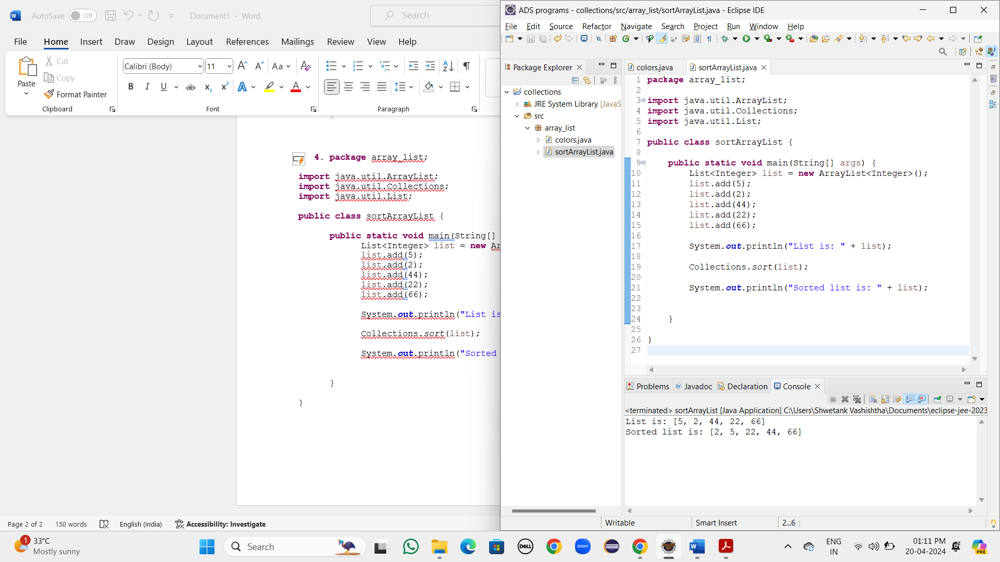 AutoSave Off Document1 - Word Search
File Home Insert Draw Design Layout References Mailings Review View Help
Paste
Cut
Copy
Format Painter
Clipboard
Calibri (Body) 11
Font
Paragraph
4. package array_list;
import java.util.ArrayList;
import java.util.Collections;
import java.util.List;
public class sortArrayList {
public static void main(String[]
List<Integer> list = new Ar
list.add(5);
list.add(2);
list.add(44);
list.add(22);
list.add(66);
System.out.println("List is
Collections.sort(list);
System.out.println("Sorted
}
}
Page 2 of 2 150 words English (India) Accessibility: Investigate
ADS programs - collections/src/array_list/sortArrayList.java - Eclipse IDE
File Edit Source Refactor Navigate Search Project Run Window Help
Package Explorer
collections
JRE System Library [JavaS
src
array_list
colors.java
sortArrayList.java
colors.java sortArrayList.java
1 package array_list;
2
3 import java.util.ArrayList;
4 import java.util.Collections;
5 import java.util.List;
6
7 public class sortArrayList {
8
9 public static void main(String[] args) {
10 List<Integer> list = new ArrayList<Integer>();
11 list.add(5);
12 list.add(2);
13 list.add(44);
14 list.add(22);
15 list.add(66);
16
17 System.out.println("List is: " + list);
18
19 Collections.sort(list);
20
21 System.out.println("Sorted list is: " + list);
22
23
24 }
25
26 }
27
Problems Javadoc Declaration Console
<terminated> sortArrayList [Java Application] C:\Users\Shwetank Vashishtha\Documents\eclipse-jee-2023
List is: [5, 2, 44, 22, 66]
Sorted list is: [2, 5, 22, 44, 66]
Writable Smart Insert 2...6
1
33°C
Mostly sunny
Search
DELL
zoom
ENG
IN
01:11 PM
20-04-2024
PRE